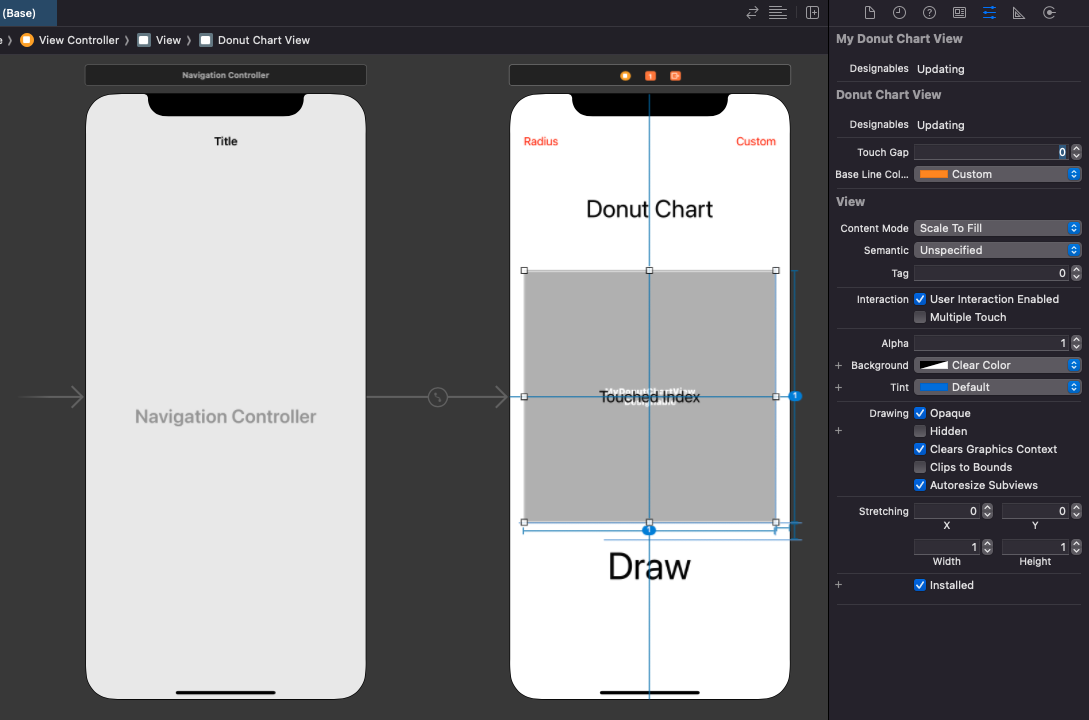 (Base)
View Controller
View
Donut Chart View
Navigation Controller
Title
Navigation Controller
Radius
Custom
Donut Chart
MyDonutChartView
Touched Index
1
1
Draw
My Donut Chart View
Designables Updating
Donut Chart View
Designables Updating
Touch Gap 0
Base Line Col... Custom
View
Content Mode Scale To Fill
Semantic Unspecified
Tag 0
Interaction User Interaction Enabled
Multiple Touch
Alpha 1
+ Background Clear Color
+ Tint Default
Drawing Opaque
+ Hidden
Clears Graphics Context
Clips to Bounds
Autoresize Subviews
Stretching 0 0
X Y
1 1
Width Height
+ Installed